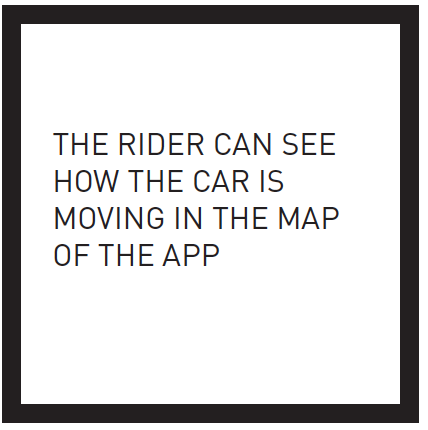 THE RIDER CAN SEE
HOW THE CAR IS
MOVING IN THE MAP
OF THE APP